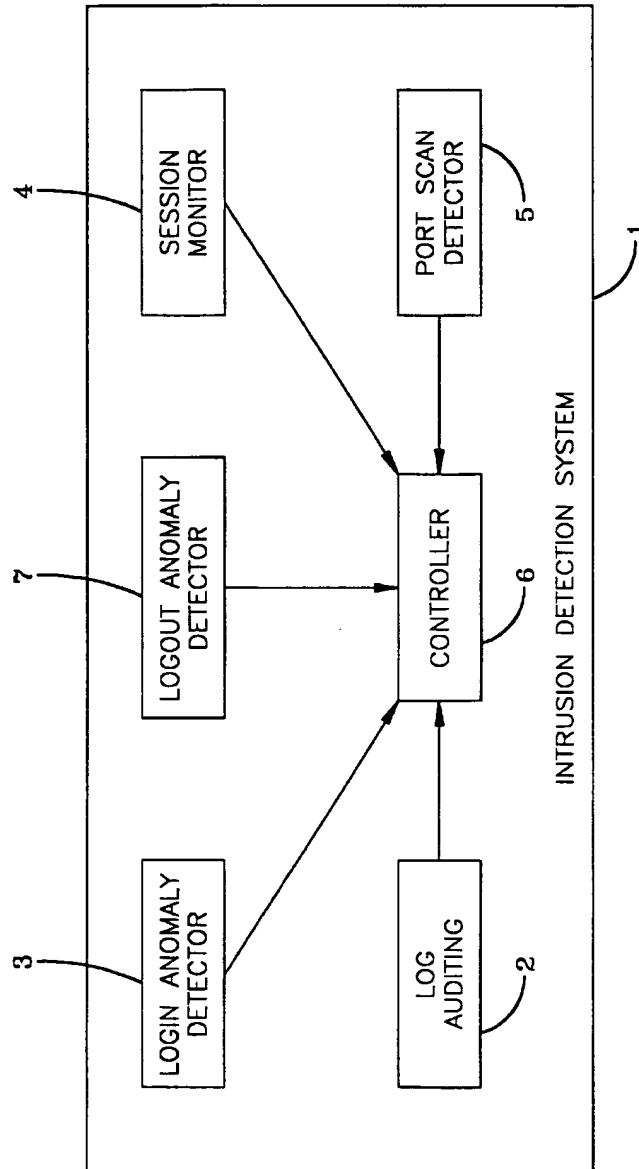 3
7
4
LOGIN ANOMALY
DETECTOR
LOGOUT ANOMALY
DETECTOR
SESSION
MONITOR
LOG
AUDITING
CONTROLLER
PORT SCAN
DETECTOR
2
6
5
INTRUSION DETECTION SYSTEM
1